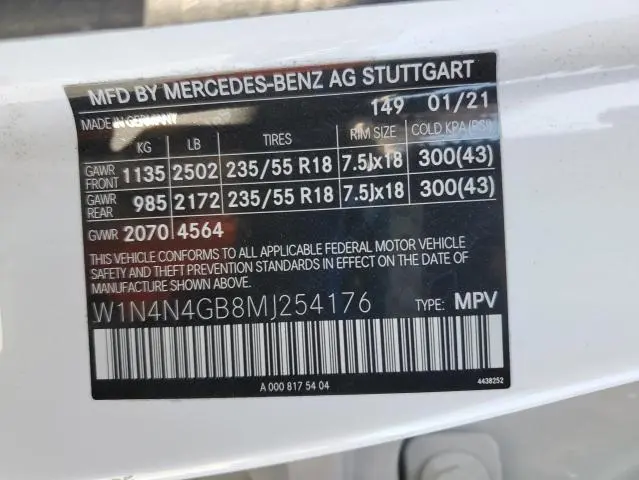 MFD BY MERCEDES-BENZ AG STUTTGART
MADE IN GERMANY 149 01/21
KG LB TIRES RIM SIZE COLD KPA(PSI)
GAWR FRONT 1135 2502 235/55 R18 7.5Jx18 300(43)
GAWR REAR 985 2172 235/55 R18 7.5Jx18 300(43)
GVWR 2070 4564
THIS VEHICLE CONFORMS TO ALL APPLICABLE FEDERAL MOTOR VEHICLE
SAFETY AND THEFT PREVENTION STANDARDS IN EFFECT ON THE DATE OF
MANUFACTURE SHOWN ABOVE.
W1N4N4GB8MJ254176 TYPE: MPV
A 000 817 54 04 4438252